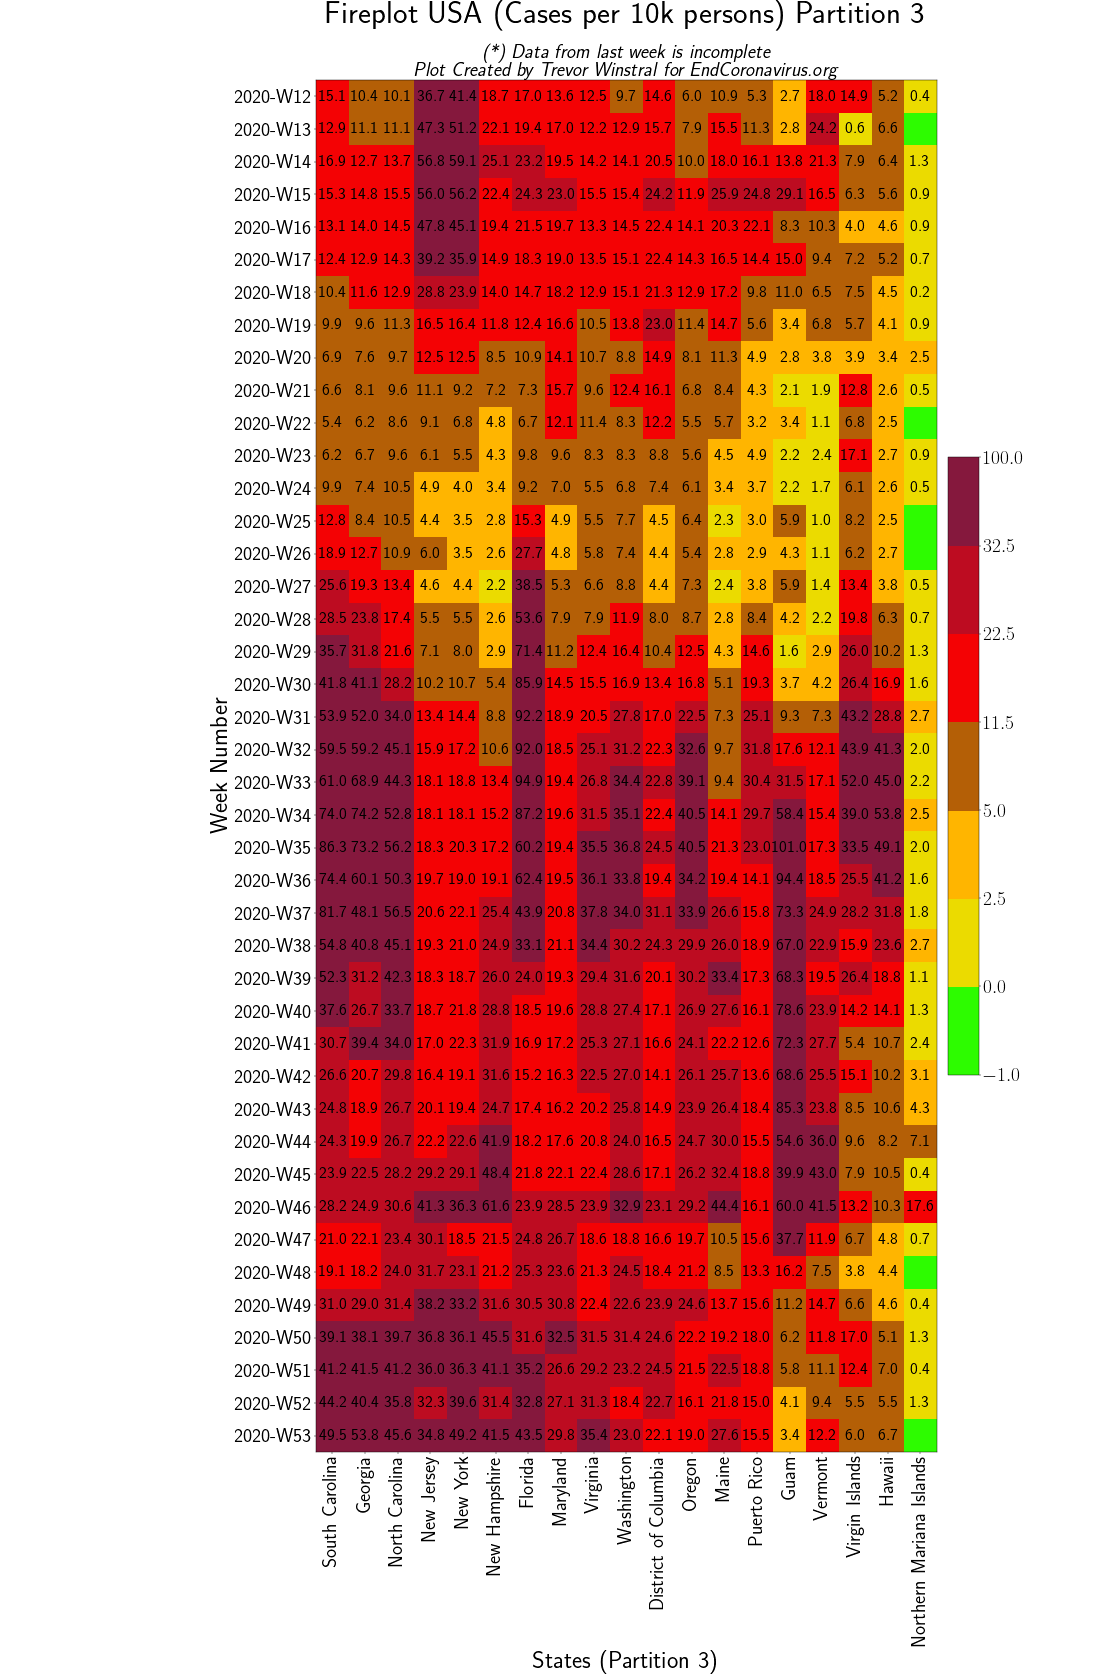 Fireplot USA (Cases per 10k persons) Partition 3
(*) Data from last week is incomplete
Plot Created by Trevor Winstral for EndCoronavirus.org
2020-W12 15.1 10.4 10.1 36.7 41.4 18.7 17.0 13.6 12.5 9.7 14.6 6.0 10.9 5.3 2.7 18.0 14.9 5.2 0.4
2020-W13 12.9 11.1 11.1 47.3 51.2 22.1 19.4 17.0 12.2 12.9 15.7 7.9 15.5 11.3 2.8 24.2 0.6 6.6
2020-W14 16.9 12.7 13.7 56.8 59.1 25.1 23.2 19.5 14.2 14.1 20.5 10.0 18.0 16.1 13.8 21.3 7.9 6.4 1.3
2020-W15 15.3 14.8 15.5 56.0 56.2 22.4 24.3 23.0 15.5 15.4 24.2 11.9 25.9 24.8 29.1 16.5 6.3 5.6 0.9
2020-W16 13.1 14.0 14.5 47.8 45.1 19.4 21.5 19.7 13.3 14.5 22.4 14.1 20.3 22.1 8.3 10.3 4.0 4.6 0.9
2020-W17 12.4 12.9 14.3 39.2 35.9 14.9 18.3 19.0 13.5 15.1 22.4 14.3 16.5 14.4 15.0 9.4 7.2 5.2 0.7
2020-W18 10.4 11.6 12.9 28.8 23.9 14.0 14.7 18.2 12.9 15.1 21.3 12.9 17.2 9.8 11.0 6.5 7.5 4.5 0.2
2020-W19 9.9 9.6 11.3 16.5 16.4 11.8 12.4 16.6 10.5 13.8 23.0 11.4 14.7 5.6 3.4 6.8 5.7 4.1 0.9
2020-W20 6.9 7.6 9.7 12.5 12.5 8.5 10.9 14.1 10.7 8.8 14.9 8.1 11.3 4.9 2.8 3.8 3.9 3.4 2.5
2020-W21 6.6 8.1 9.6 11.1 9.2 7.2 7.3 15.7 9.6 12.4 16.1 6.8 8.4 4.3 2.1 1.9 12.8 2.6 0.5
2020-W22 5.4 6.2 8.6 9.1 6.8 4.8 6.7 12.1 11.4 8.3 12.2 5.5 5.7 3.2 3.4 1.1 6.8 2.5
2020-W23 6.2 6.7 9.6 6.1 5.5 4.3 9.8 9.6 8.3 8.3 8.8 5.6 4.5 4.9 2.2 2.4 17.1 2.7 0.9
2020-W24 9.9 7.4 10.5 4.9 4.0 3.4 9.2 7.0 5.5 6.8 7.4 6.1 3.4 3.7 2.2 1.7 6.1 2.6 0.5
2020-W25 12.8 8.4 10.5 4.4 3.5 2.8 15.3 4.9 5.5 7.7 4.5 6.4 2.3 3.0 5.9 1.0 8.2 2.5
2020-W26 18.9 12.7 10.9 6.0 3.5 2.6 27.7 4.8 5.8 7.4 4.4 5.4 2.8 2.9 4.3 1.1 6.2 2.7
2020-W27 25.6 19.3 13.4 4.6 4.4 2.2 38.5 5.3 6.6 8.8 4.4 7.3 2.4 3.8 5.9 1.4 13.4 3.8 0.5
2020-W28 28.5 23.8 17.4 5.5 5.5 2.6 53.6 7.9 7.9 11.9 8.0 8.7 2.8 8.4 4.2 2.2 19.8 6.3 0.7
2020-W29 35.7 31.8 21.6 7.1 8.0 2.9 71.4 11.2 12.4 16.4 10.4 12.5 4.3 14.6 1.6 2.9 26.0 10.2 1.3
2020-W30 41.8 41.1 28.2 10.2 10.7 5.4 85.9 14.5 15.5 16.9 13.4 16.8 5.1 19.3 3.7 4.2 26.4 16.9 1.6
2020-W31 53.9 52.0 34.0 13.4 14.4 8.8 92.2 18.9 20.5 27.8 17.0 22.5 7.3 25.1 9.3 7.3 43.2 28.8 2.7
2020-W32 59.5 59.2 45.1 15.9 17.2 10.6 92.0 18.5 25.1 31.2 22.3 32.6 9.7 31.8 17.6 12.1 43.9 41.3 2.0
2020-W33 61.0 68.9 44.3 18.1 18.8 13.4 94.9 19.4 26.8 34.4 22.8 39.1 9.4 30.4 31.5 17.1 52.0 45.0 2.2
2020-W34 74.0 74.2 52.8 18.1 18.1 15.2 87.2 19.6 31.5 35.1 22.4 40.5 14.1 29.7 58.4 15.4 39.0 53.8 2.5
2020-W35 86.3 73.2 56.2 18.3 20.3 17.2 60.2 19.4 35.5 36.8 24.5 40.5 21.3 23.0 101.0 17.3 33.5 49.1 2.0
2020-W36 74.4 60.1 50.3 19.7 19.0 19.1 62.4 19.5 36.1 33.8 19.4 34.2 19.4 14.1 94.4 18.5 25.5 41.2 1.6
2020-W37 81.7 48.1 56.5 20.6 22.1 25.4 43.9 20.8 37.8 34.0 31.1 33.9 26.6 15.8 73.3 24.9 28.2 31.8 1.8
2020-W38 54.8 40.8 45.1 19.3 21.0 24.9 33.1 21.1 34.4 30.2 24.3 29.9 26.0 18.9 67.0 22.9 15.9 23.6 2.7
2020-W39 52.3 31.2 42.3 18.3 18.7 26.0 24.0 19.3 29.4 31.6 20.1 30.2 33.4 17.3 68.3 19.5 26.4 18.8 1.1
2020-W40 37.6 26.7 33.7 18.7 21.8 28.8 18.5 19.6 28.8 27.4 17.1 26.9 27.6 16.1 78.6 23.9 14.2 14.1 1.3
2020-W41 30.7 39.4 34.0 17.0 22.3 31.9 16.9 17.2 25.3 27.1 16.6 24.1 22.2 12.6 72.3 27.7 5.4 10.7 2.4
2020-W42 26.6 20.7 29.8 16.4 19.1 31.6 15.2 16.3 22.5 27.0 14.1 26.1 25.7 13.6 68.6 25.5 15.1 10.2 3.1
2020-W43 24.8 18.9 26.7 20.1 19.4 24.7 17.4 16.2 20.2 25.8 14.9 23.9 26.4 18.4 85.3 23.8 8.5 10.6 4.3
2020-W44 24.3 19.9 26.7 22.2 22.6 41.9 18.2 17.6 20.8 24.0 16.5 24.7 30.0 15.5 54.6 36.0 9.6 8.2 7.1
2020-W45 23.9 22.5 28.2 29.2 29.1 48.4 21.8 22.1 22.4 28.6 17.1 26.2 32.4 18.8 39.9 43.0 7.9 10.5 0.4
2020-W46 28.2 24.9 30.6 41.3 36.3 61.6 23.9 28.5 23.9 32.9 23.1 29.2 44.4 16.1 60.0 41.5 13.2 10.3 17.6
2020-W47 21.0 22.1 23.4 30.1 18.5 21.5 24.8 26.7 18.6 18.8 16.6 19.7 10.5 15.6 37.7 11.9 6.7 4.8 0.7
2020-W48 19.1 18.2 24.0 31.7 23.1 21.2 25.3 23.6 21.3 24.5 18.4 21.2 8.5 13.3 16.2 7.5 3.8 4.4
2020-W49 31.0 29.0 31.4 38.2 33.2 31.6 30.5 30.8 22.4 22.6 23.9 24.6 13.7 15.6 11.2 14.7 6.6 4.6 0.4
2020-W50 39.1 38.1 39.7 36.8 36.1 45.5 31.6 32.5 31.5 31.4 24.6 22.2 19.2 18.0 6.2 11.8 17.0 5.1 1.3
2020-W51 41.2 41.5 41.2 36.0 36.3 41.1 35.2 26.6 29.2 23.2 24.5 21.5 22.5 18.8 5.8 11.1 12.4 7.0 0.4
2020-W52 44.2 40.4 35.8 32.3 39.6 31.4 32.8 27.1 31.3 18.4 22.7 16.1 21.8 15.0 4.1 9.4 5.5 5.5 1.3
2020-W53 49.5 53.8 45.6 34.8 49.2 41.5 43.5 29.8 35.4 23.0 22.1 19.0 27.6 15.5 3.4 12.2 6.0 6.7
Week Number
South Carolina
Georgia
North Carolina
New Jersey
New York
New Hampshire
Florida
Maryland
Virginia
Washington
District of Columbia
Oregon
Maine
Puerto Rico
Guam
Vermont
Virgin Islands
Hawaii
Northern Mariana Islands
States (Partition 3)
100.0
32.5
22.5
11.5
5.0
2.5
0.0
−1.0